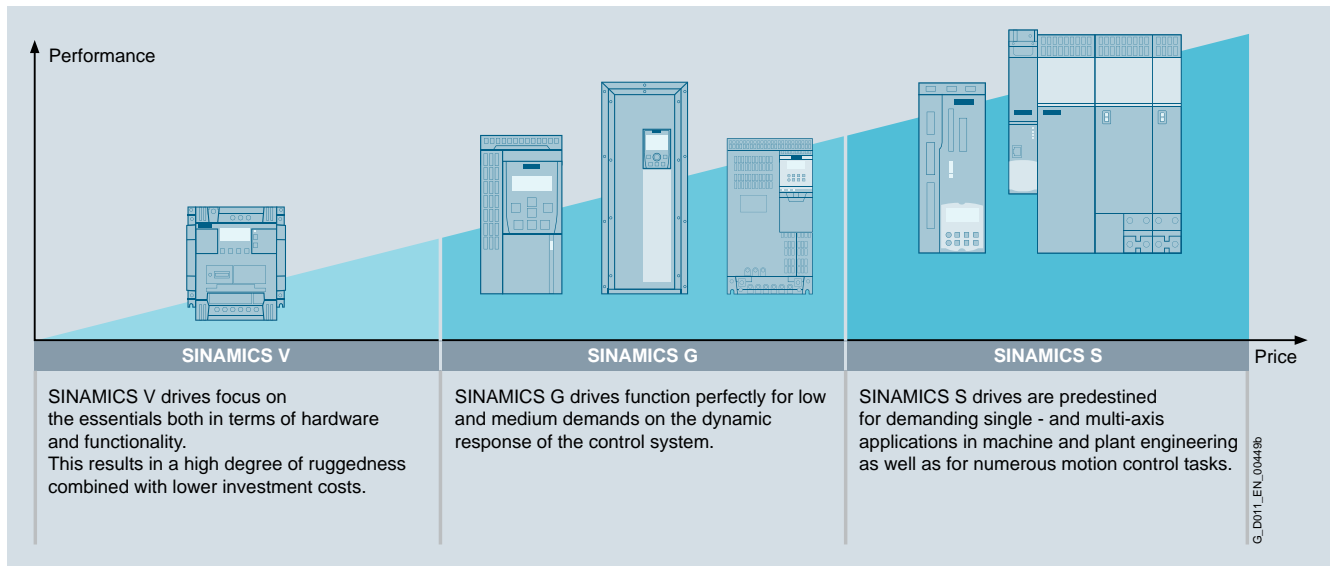 Performance
SINAMICS V
SINAMICS G
SINAMICS S
Price
SINAMICS V drives focus on
the essentials both in terms of hardware
and functionality.
This results in a high degree of ruggedness
combined with lower investment costs.
SINAMICS G drives function perfectly for low
and medium demands on the dynamic
response of the control system.
SINAMICS S drives are predestined
for demanding single - and multi-axis
applications in machine and plant engineering
as well as for numerous motion control tasks.
G_D011_EN_00449b